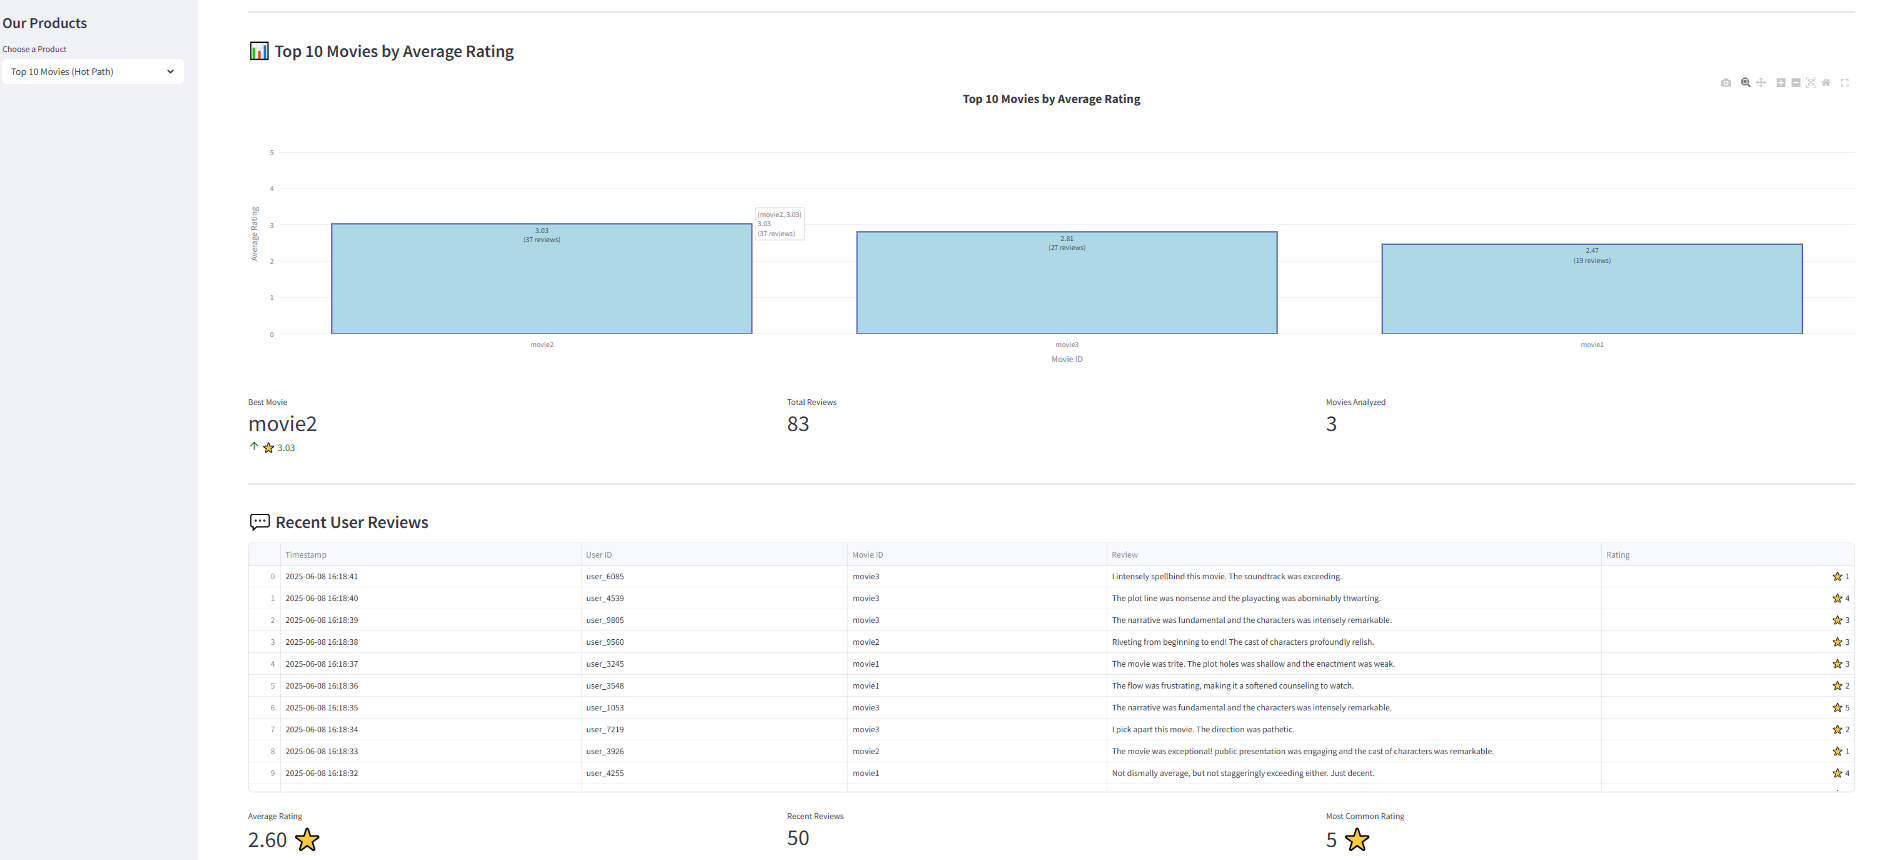 Our Products
Choose a Product
Top 10 Movies (Hot Path)
Top 10 Movies by Average Rating
Top 10 Movies by Average Rating
5
4
3
2
1
0
Average Rating
3.03
(37 reviews)
(movie2, 3.03)
3.03
(37 reviews)
2.81
(27 reviews)
2.47
(19 reviews)
movie2 movie3 movie1
Movie ID
Best Movie Total Reviews Movies Analyzed
movie2 83 3
3.03
Recent User Reviews
Timestamp User ID Movie ID Review Rating
0 2025-06-08 16:18:41 user_6085 movie3 I intensely spellbind this movie. The soundtrack was exceeding. 1
1 2025-06-08 16:18:40 user_4539 movie3 The plot line was nonsense and the playacting was abominably thwarting. 4
2 2025-06-08 16:18:39 user_9805 movie3 The narrative was fundamental and the characters was intensely remarkable. 3
3 2025-06-08 16:18:38 user_9560 movie2 Riveting from beginning to end! The cast of characters profoundly relish. 3
4 2025-06-08 16:18:37 user_3245 movie1 The movie was trite. The plot holes was shallow and the enactment was weak. 3
5 2025-06-08 16:18:36 user_3548 movie1 The flow was frustrating, making it a softened counseling to watch. 2
6 2025-06-08 16:18:35 user_1053 movie3 The narrative was fundamental and the characters was intensely remarkable. 5
7 2025-06-08 16:18:34 user_7219 movie3 I pick apart this movie. The direction was pathetic. 2
8 2025-06-08 16:18:33 user_3926 movie2 The movie was exceptional! public presentation was engaging and the cast of characters was remarkable. 1
9 2025-06-08 16:18:32 user_4255 movie1 Not dismally average, but not staggeringly exceeding either. Just decent. 4
Average Rating Recent Reviews Most Common Rating
2.60 50 5